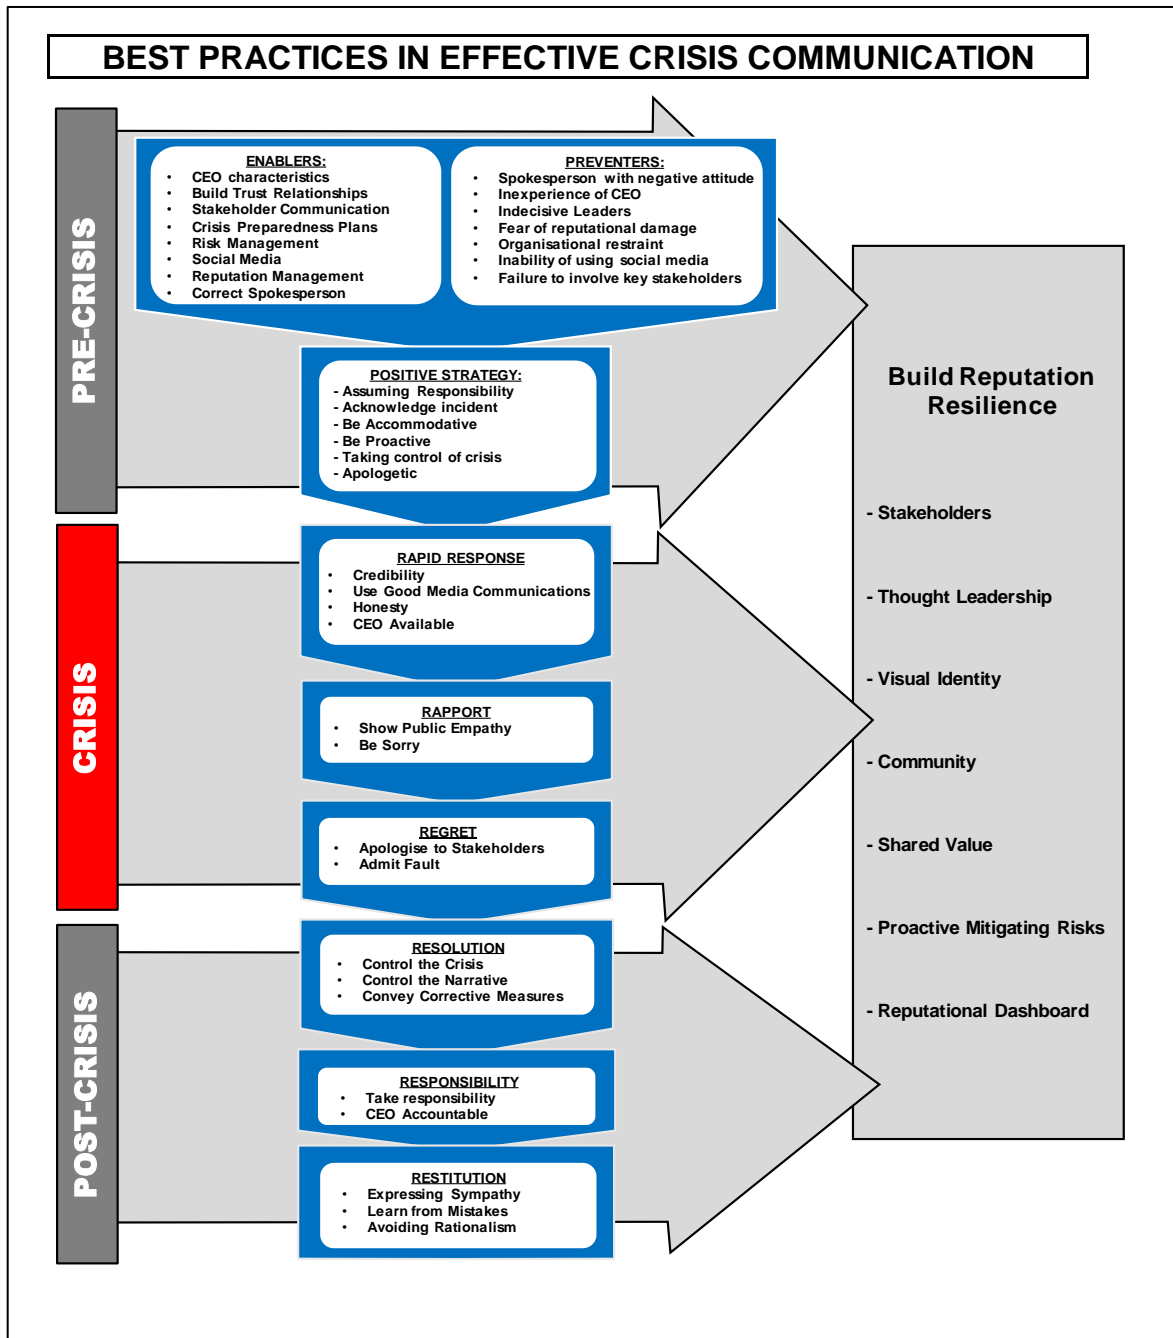 BEST PRACTICES IN EFFECTIVE CRISIS COMMUNICATION
PRE-CRISIS
ENABLERS:
• CEO characteristics
• Build Trust Relationships
• Stakeholder Communication
• Crisis Preparedness Plans
• Risk Management
• Social Media
• Reputation Management
• Correct Spokesperson
PREVENTERS:
• Spokesperson with negative attitude
• Inexperience of CEO
• Indecisive Leaders
• Fear of reputational damage
• Organisational restraint
• Inability of using social media
• Failure to involve key stakeholders
POSITIVE STRATEGY:
- Assuming Responsibility
- Acknowledge incident
- Be Accommodative
- Be Proactive
- Taking control of crisis
- Apologetic
CRISIS
RAPID RESPONSE
• Credibility
• Use Good Media Communications
• Honesty
• CEO Available
RAPPORT
• Show Public Empathy
• Be Sorry
REGRET
• Apologise to Stakeholders
• Admit Fault
POST-CRISIS
RESOLUTION
• Control the Crisis
• Control the Narrative
• Convey Corrective Measures
RESPONSIBILITY
• Take responsibility
• CEO Accountable
RESTITUTION
• Expressing Sympathy
• Learn from Mistakes
• Avoiding Rationalism
Build Reputation
Resilience
- Stakeholders
- Thought Leadership
- Visual Identity
- Community
- Shared Value
- Proactive Mitigating Risks
- Reputational Dashboard